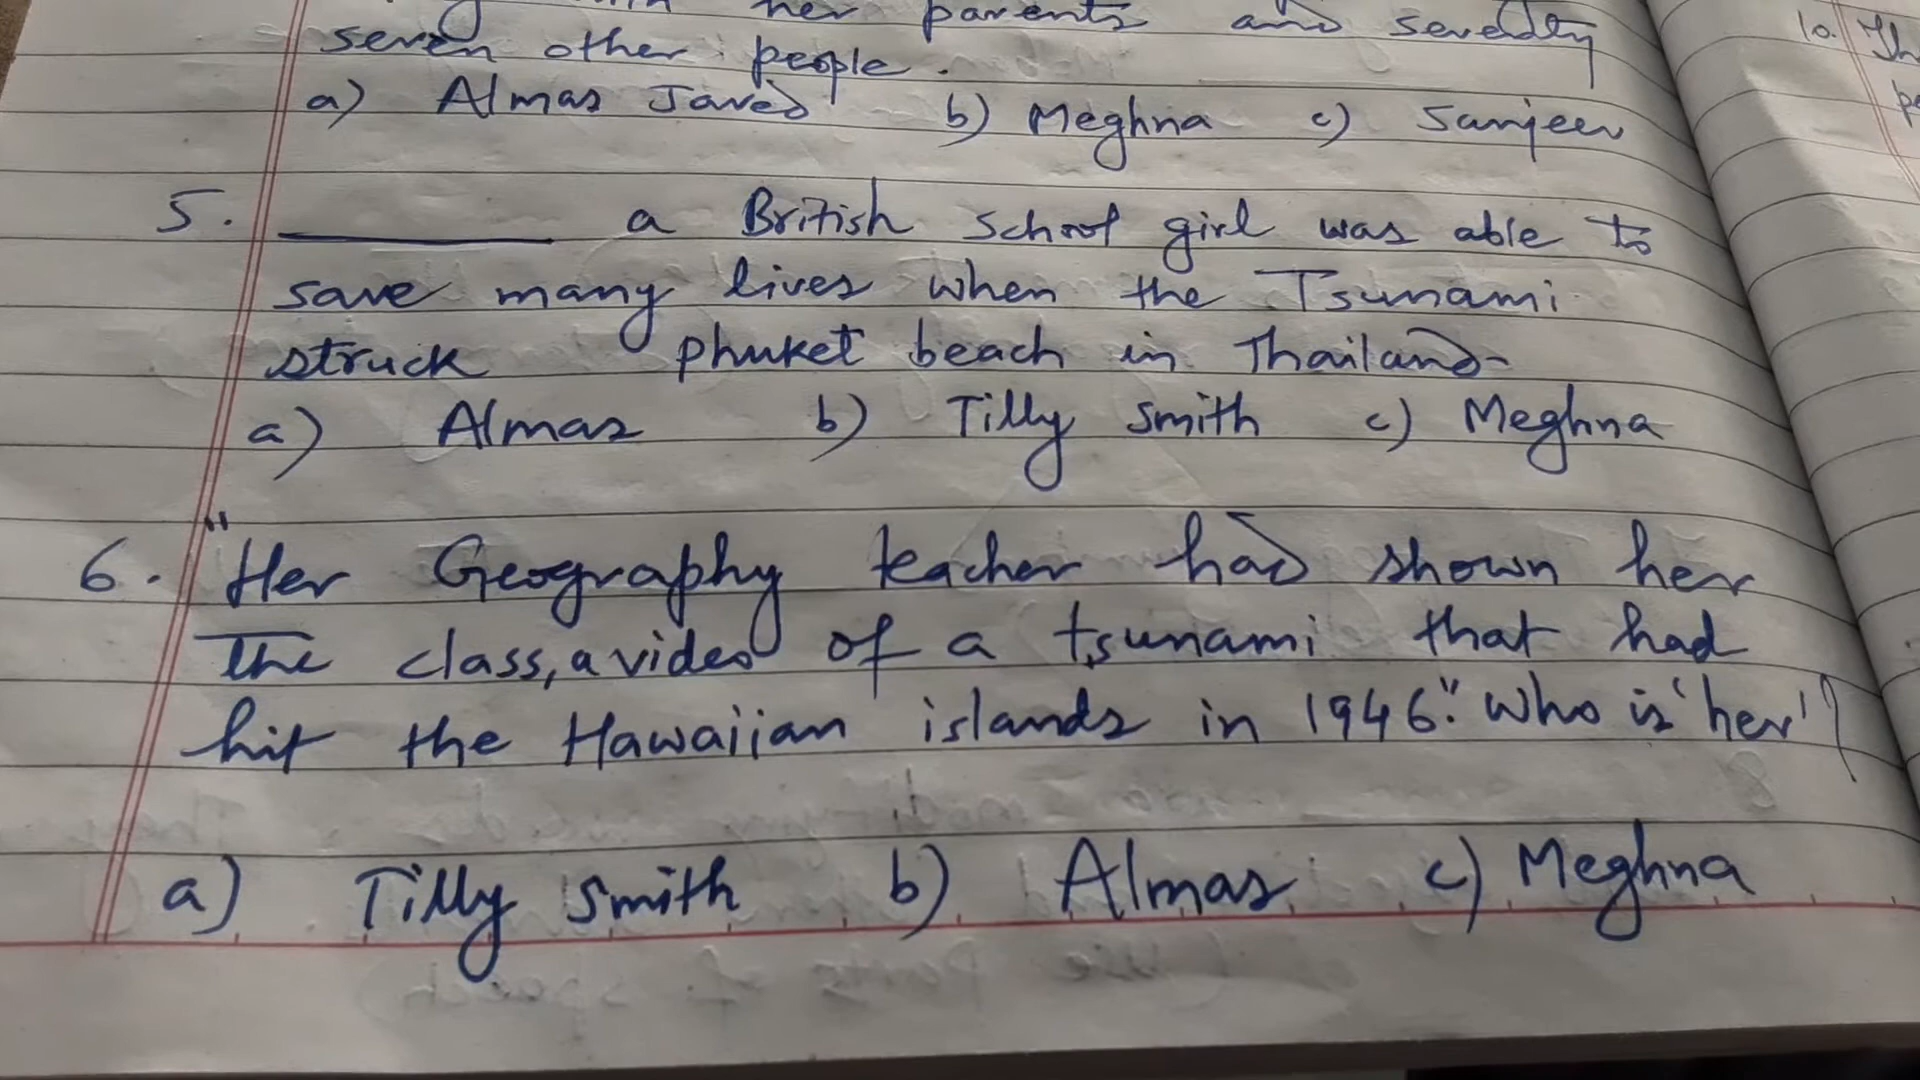 her parents and seventy
seven other people.
a) Almas Javed b) Meghna c) Sanjeev
5. ________ a British school girl was able to
save many lives when the Tsunami
struck phuket beach in Thailand-
a) Almas b) Tilly Smith c) Meghna
6. "Her Geography teacher had shown her
the class, a video of a tsunami that had
hit the Hawaiian islands in 1946". Who is 'her'?
a) Tilly Smith b) Almas c) Meghna
10. Th